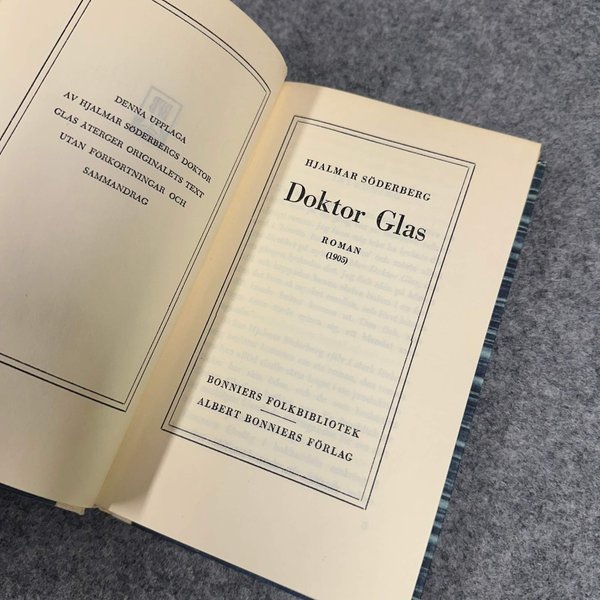 DENNA UPPLAGA
AV HJALMAR SÖDERBERGS DOKTOR
GLAS ÅTERGER ORIGINALETS TEXT
UTAN FÖRKORTNINGAR OCH
SAMMANDRAG
HJALMAR SÖDERBERG
Doktor Glas
ROMAN
(1905)
BONNIERS FOLKBIBLIOTEK
ALBERT BONNIERS FÖRLAG